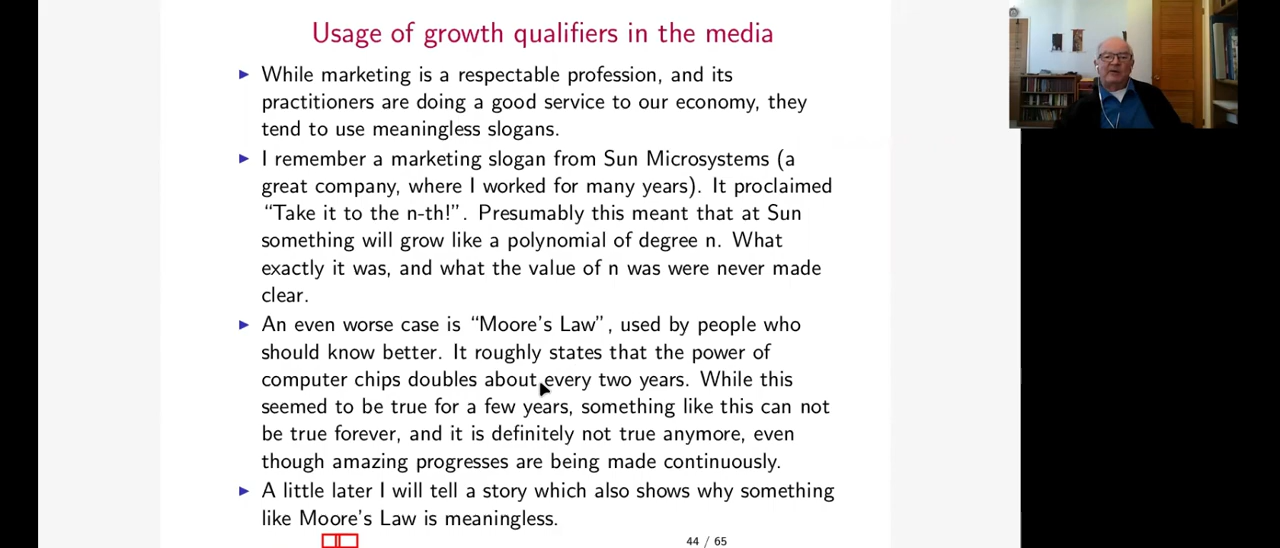 Usage of growth qualifiers in the media
While marketing is a respectable profession, and its
practitioners are doing a good service to our economy, they
tend to use meaningless slogans.
I remember a marketing slogan from Sun Microsystems (a
great company, where I worked for many years). It proclaimed
“Take it to the n-th!”. Presumably this meant that at Sun
something will grow like a polynomial of degree n. What
exactly it was, and what the value of n was were never made
clear.
An even worse case is “Moore's Law”, used by people who
should know better. It roughly states that the power of
computer chips doubles about every two years. While this
seemed to be true for a few years, something like this can not
be true forever, and it is definitely not true anymore, even
though amazing progresses are being made continuously.
A little later I will tell a story which also shows why something
like Moore's Law is meaningless.
44 / 65